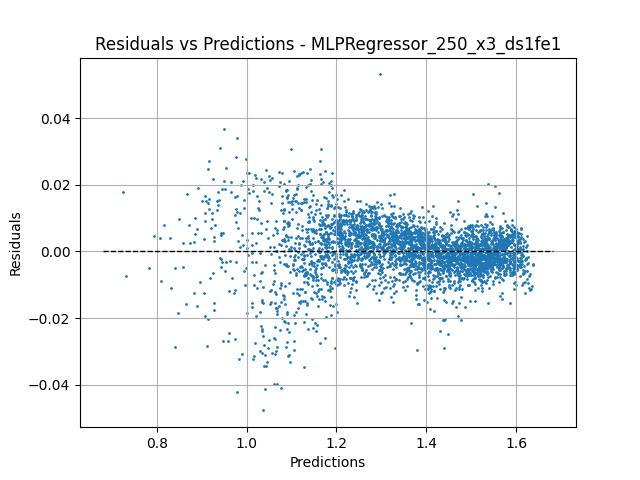 Residuals vs Predictions - MLPRegressor_250_x3_ds1fe1
0.04
0.02
0.00
−0.02
−0.04
Residuals
0.8 1.0 1.2 1.4 1.6
Predictions